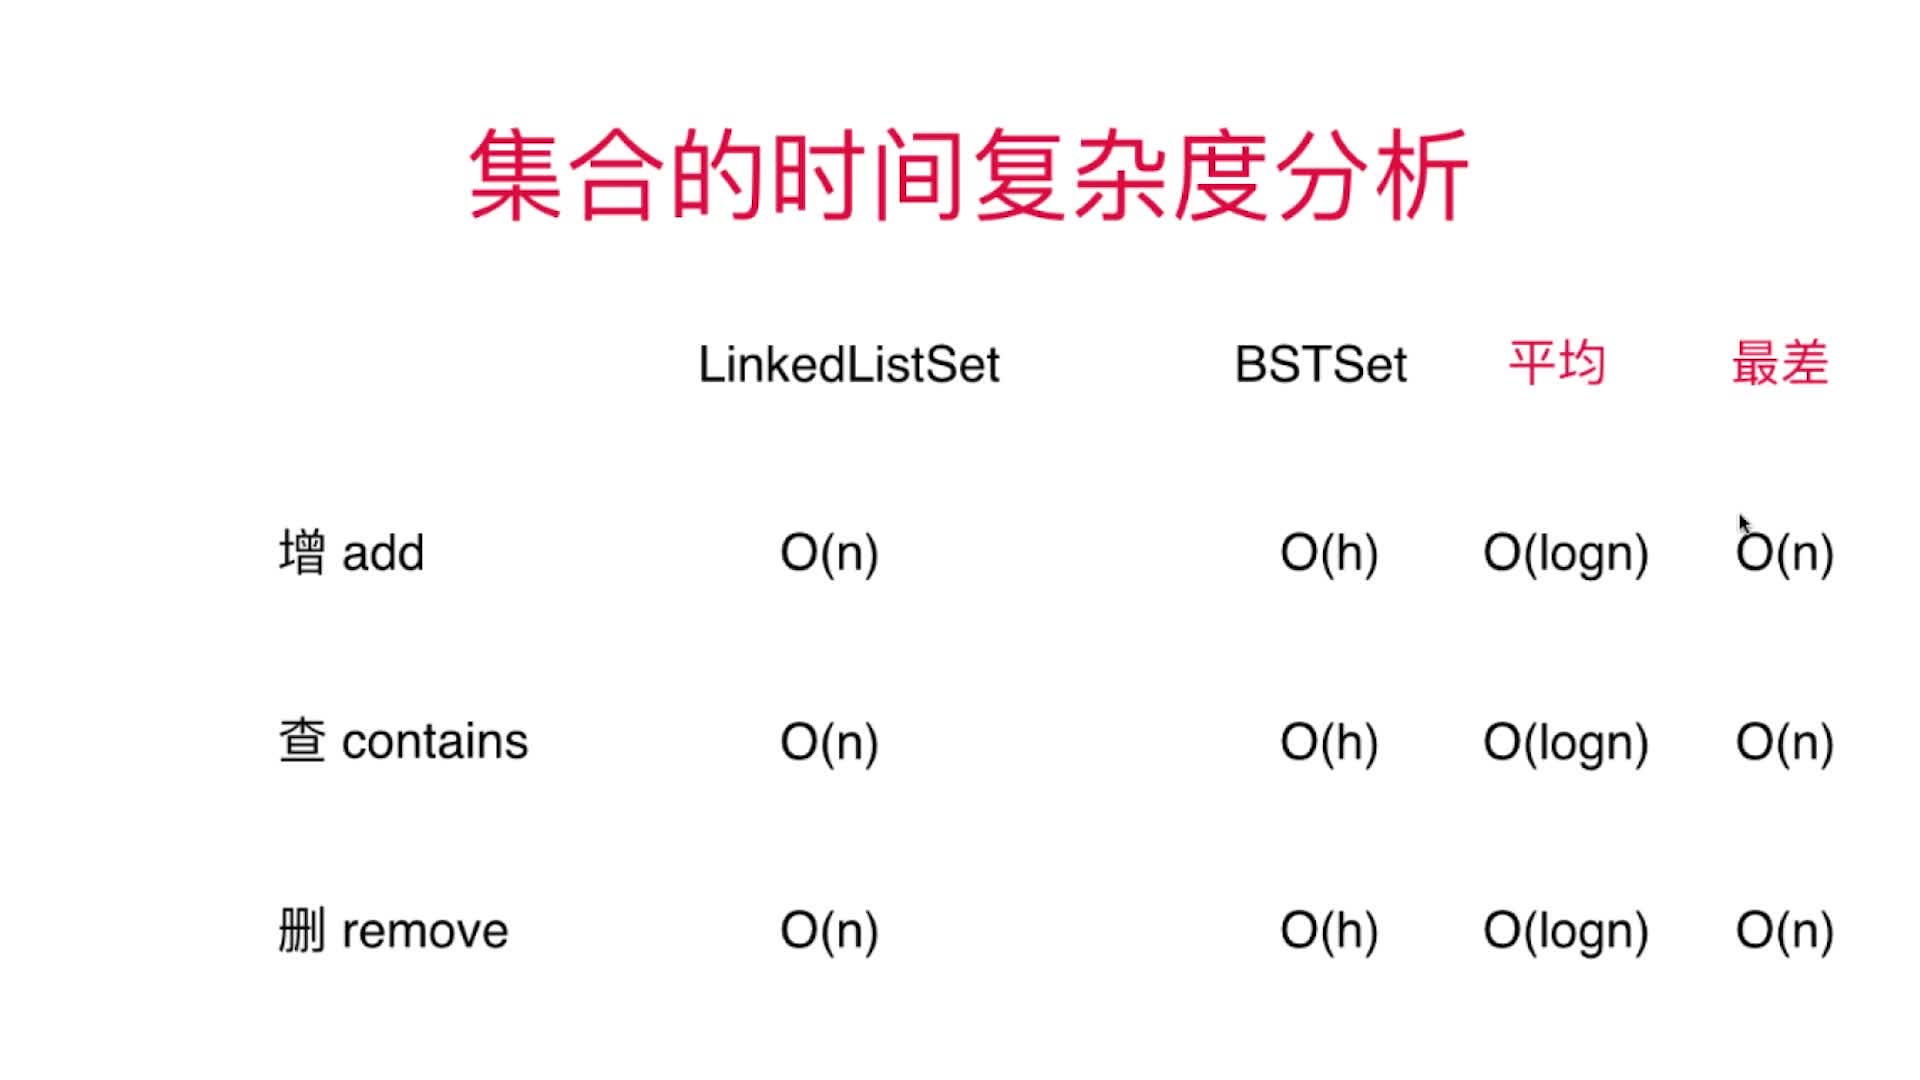 集合的时间复杂度分析
LinkedListSet BSTSet 平均 最差
增 add O(n) O(h) O(logn) O(n)
查 contains O(n) O(h) O(logn) O(n)
删 remove O(n) O(h) O(logn) O(n)